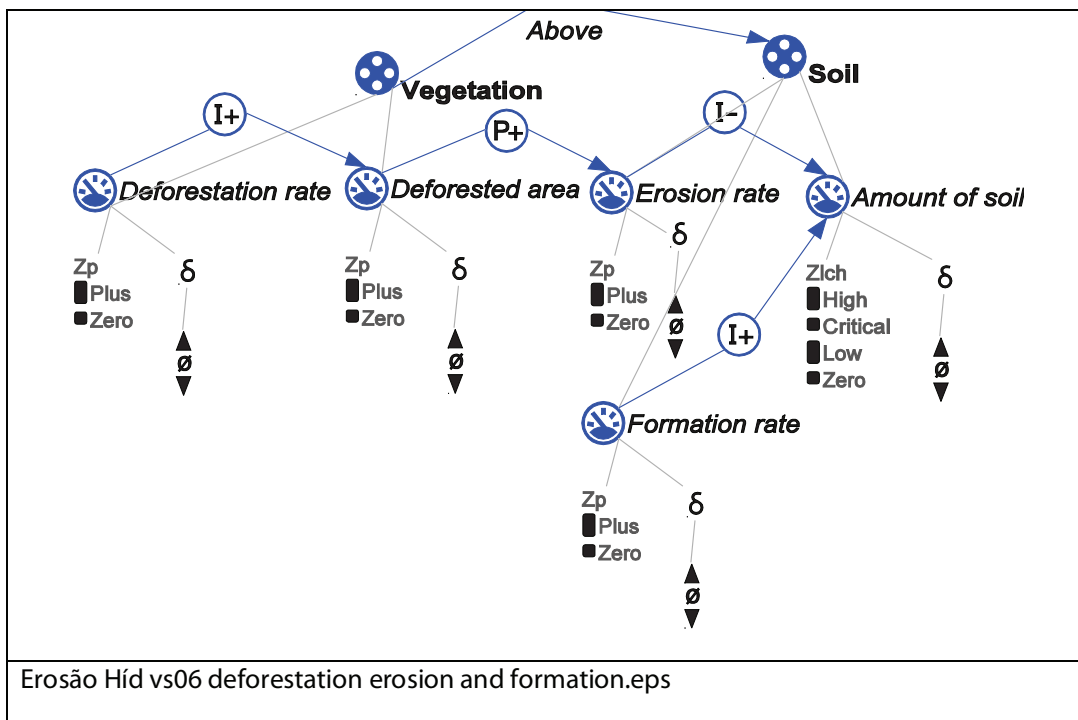 Above
Vegetation
Soil
I+
P+
I-
Deforestation rate
Deforested area
Erosion rate
Amount of soil
Zp
Plus
Zero
δ
ø
Zp
Plus
Zero
δ
ø
Zp
Plus
Zero
δ
ø
Zlch
High
Critical
Low
Zero
δ
ø
I+
Formation rate
Zp
Plus
Zero
δ
ø
Erosão Híd vs06 deforestation erosion and formation.eps